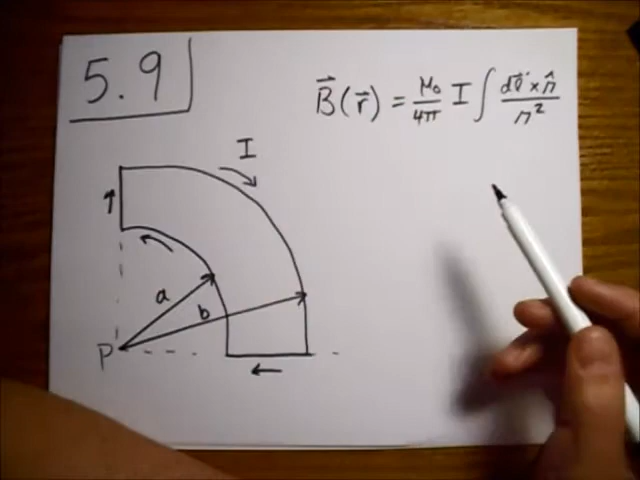 5.9
B⃗(r⃗) = μ₀/4π I ∫ dl⃗' × r̂ / r²
I
a
b
P